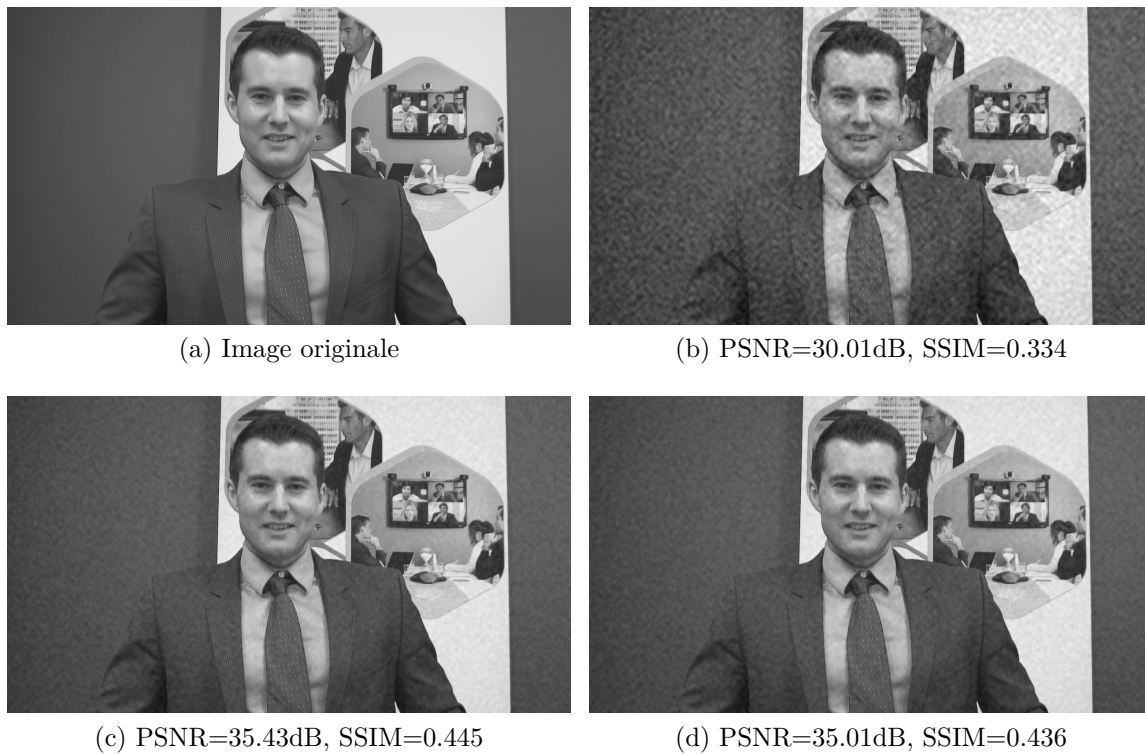 (a) Image originale
(b) PSNR=30.01dB, SSIM=0.334
(c) PSNR=35.43dB, SSIM=0.445
(d) PSNR=35.01dB, SSIM=0.436